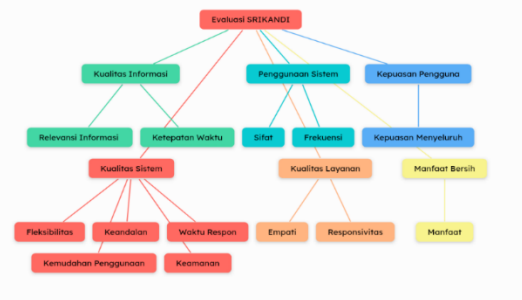 Evaluasi SRIKANDI
Kualitas Informasi
Penggunaan Sistem
Kepuasan Pengguna
Relevansi Informasi
Ketepatan Waktu
Sifat
Frekuensi
Kepuasan Menyeluruh
Kualitas Sistem
Kualitas Layanan
Manfaat Bersih
Fleksibilitas
Keandalan
Waktu Respon
Empati
Responsivitas
Manfaat
Kemudahan Penggunaan
Keamanan